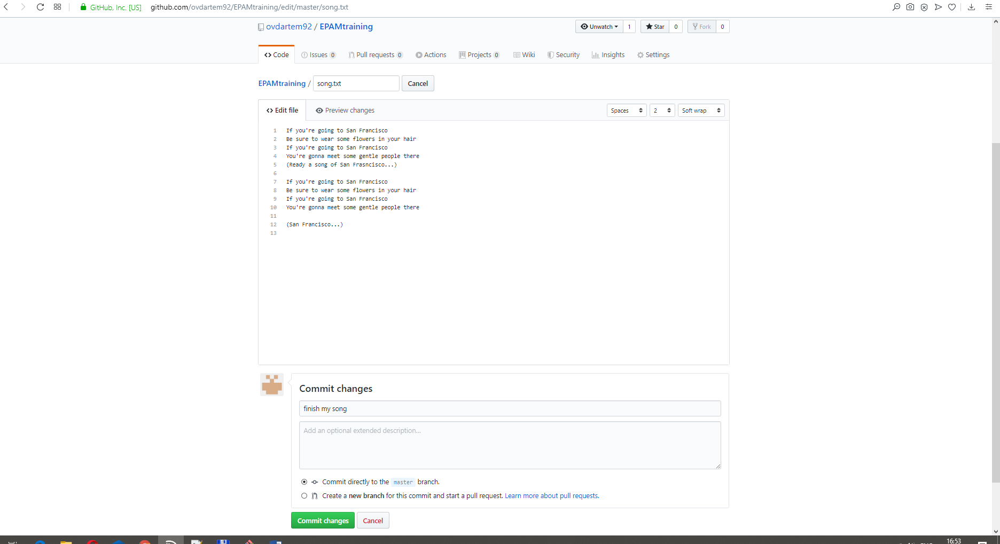 GitHub, Inc. [US] github.com/ovdartem92/EPAMtraining/edit/master/song.txt
ovdartem92 / EPAMtraining
Unwatch 1 Star 0 Fork 0
Code Issues 0 Pull requests 0 Actions Projects 0 Wiki Security Insights Settings
EPAMtraining / song.txt Cancel
Edit file Preview changes Spaces 2 Soft wrap
1 If you're going to San Francisco
2 Be sure to wear some flowers in your hair
3 If you're going to San Francisco
4 You're gonna meet some gentle people there
5 (Ready a song of San Frasncisco...)
6
7 If you're going to San Francisco
8 Be sure to wear some flowers in your hair
9 If you're going to San Francisco
10 You're gonna meet some gentle people there
11
12 (San Francisco...)
13
Commit changes
finish my song
Add an optional extended description...
Commit directly to the master branch.
Create a new branch for this commit and start a pull request. Learn more about pull requests.
Commit changes Cancel
16:53